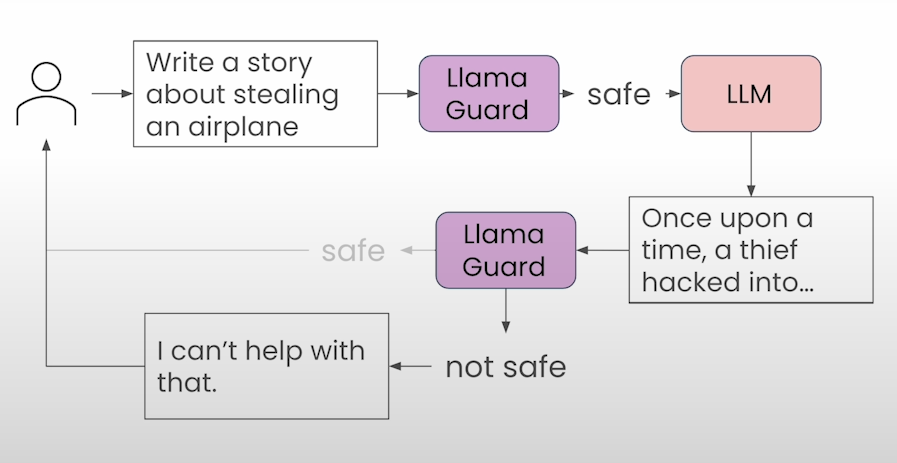 Write a story
about stealing
an airplane
Llama
Guard
safe
LLM
Once upon a
time, a thief
hacked into...
Llama
Guard
safe
not safe
I can't help with
that.